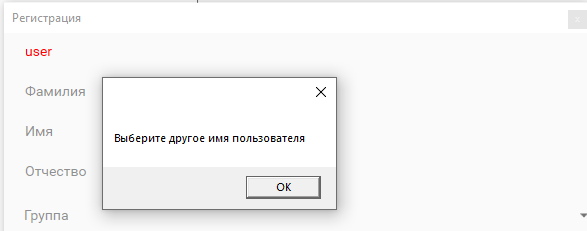 Регистрация
user
Фамилия
Имя
Отчество
Группа
Выберите другое имя пользователя
OK